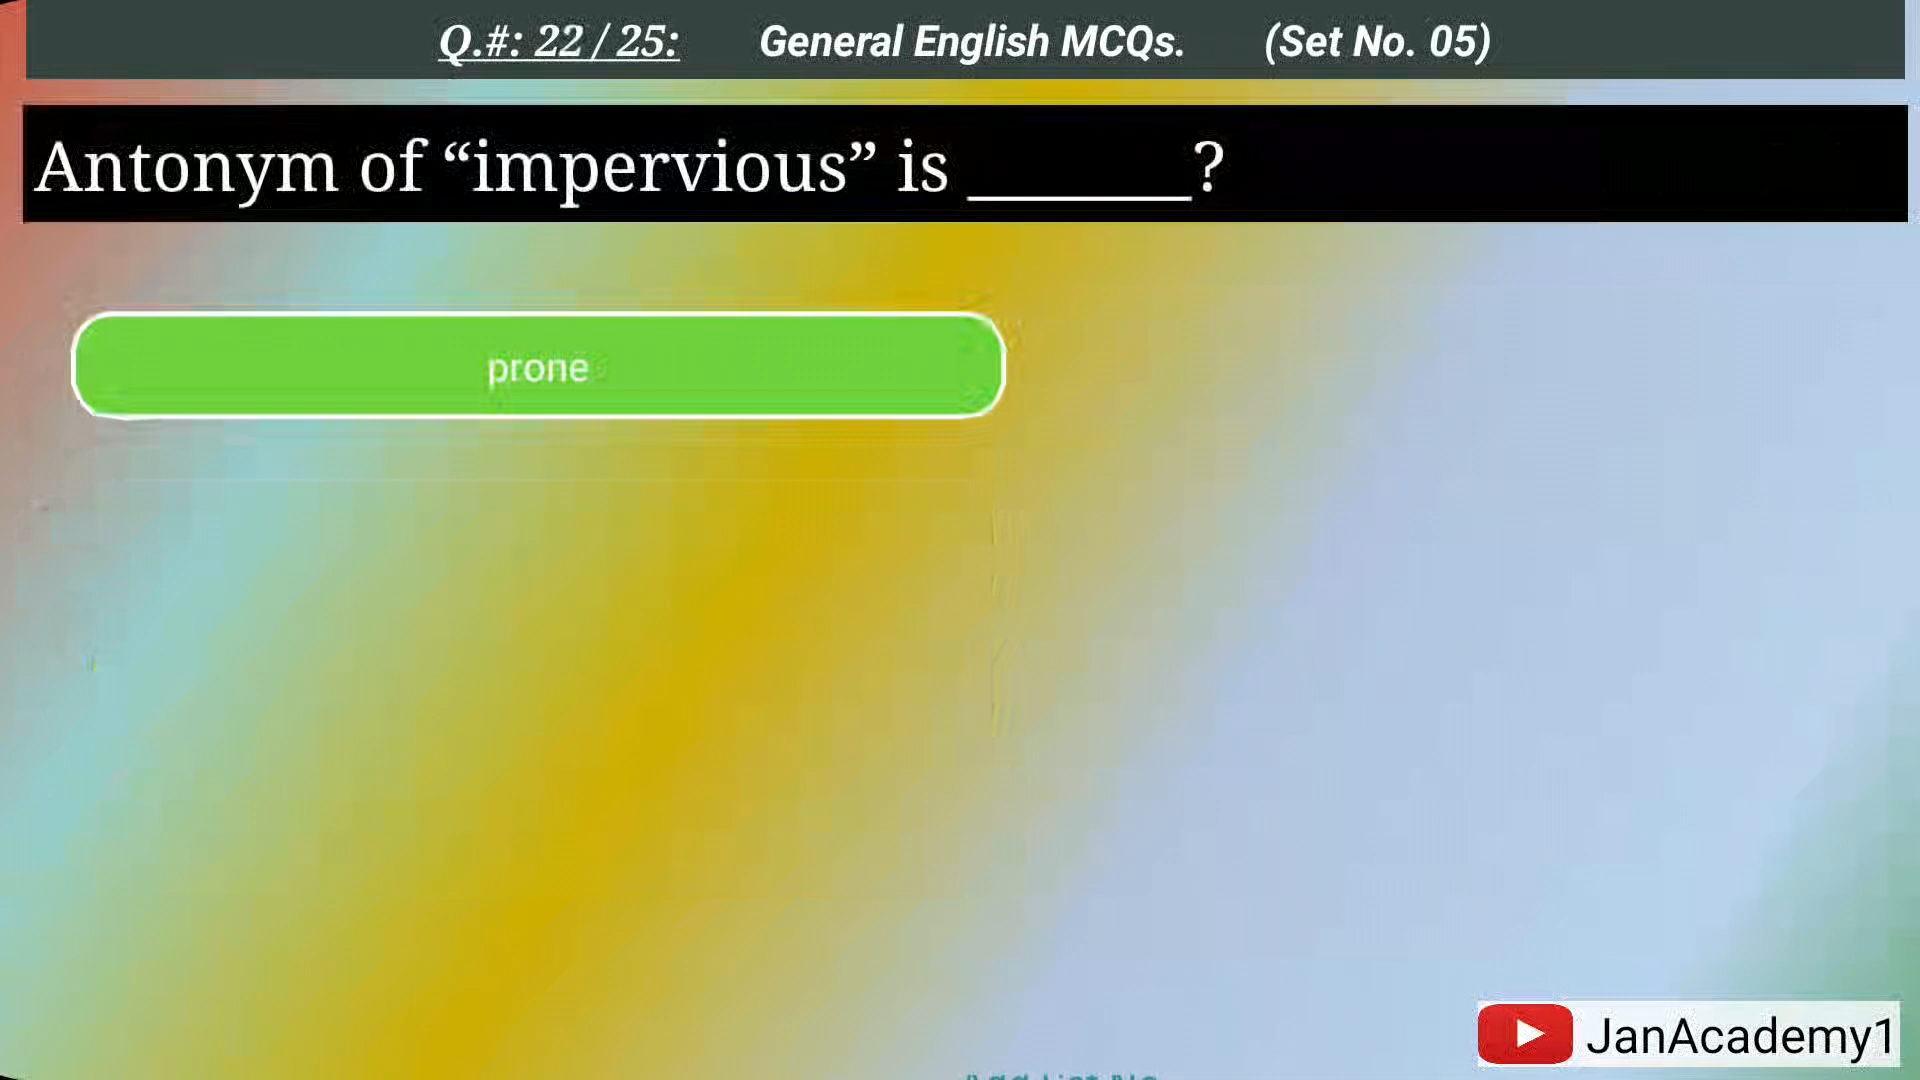 Q.#: 22 / 25: General English MCQs. (Set No. 05)
Antonym of “impervious” is _______?
prone
JanAcademy1